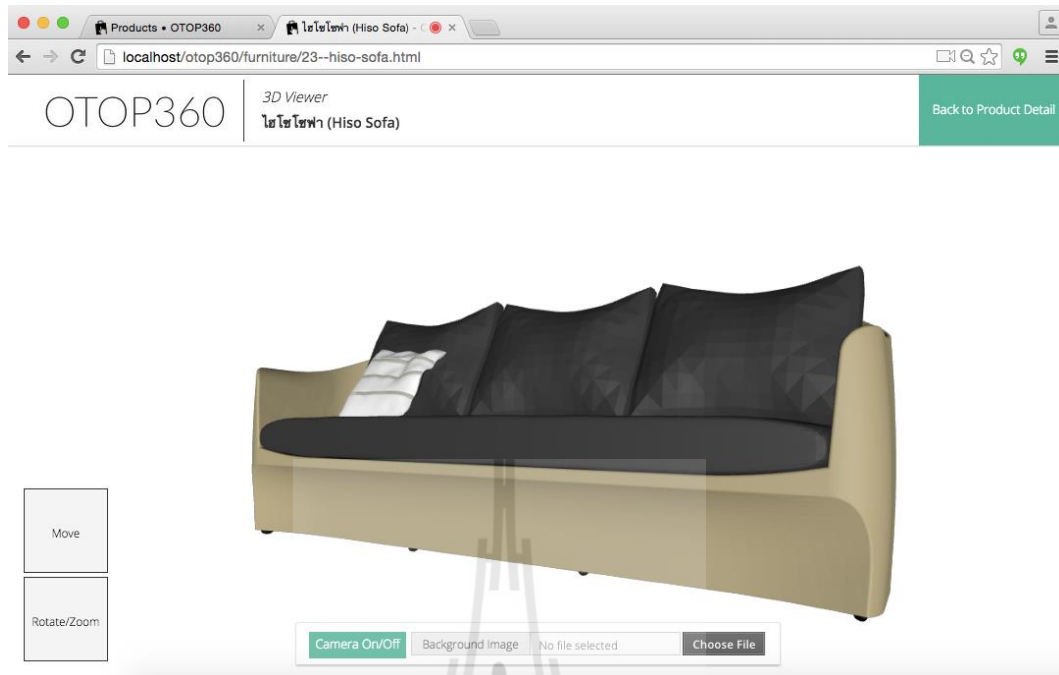 Products • OTOP360
ไฮโซโซฟา (Hiso Sofa) - C
localhost/otop360/furniture/23--hiso-sofa.html
OTOP360
3D Viewer
ไฮโซโซฟา (Hiso Sofa)
Back to Product Detail
Move
Rotate/Zoom
Camera On/Off
Background Image
No file selected
Choose File